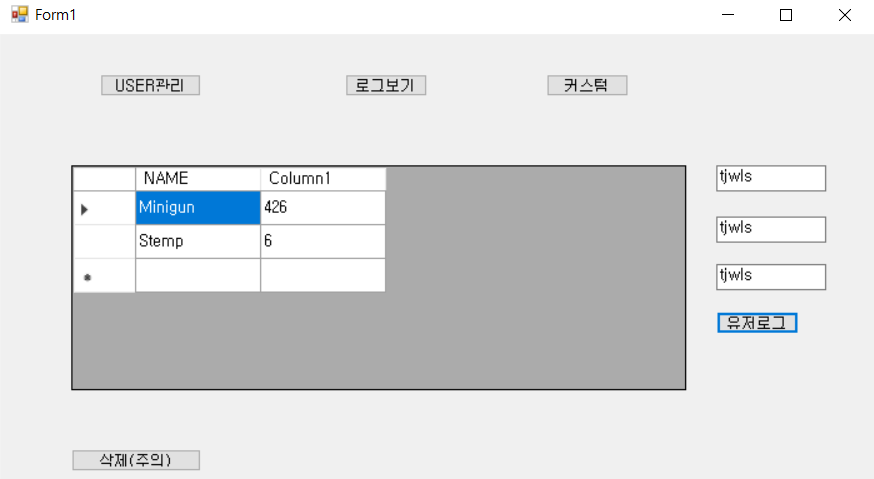 Form1
USER관리 로그보기 커스텀
NAME Column1 tjwls
Minigun 426
Stemp 6 tjwls
tjwls
유저로그
삭제(주의)